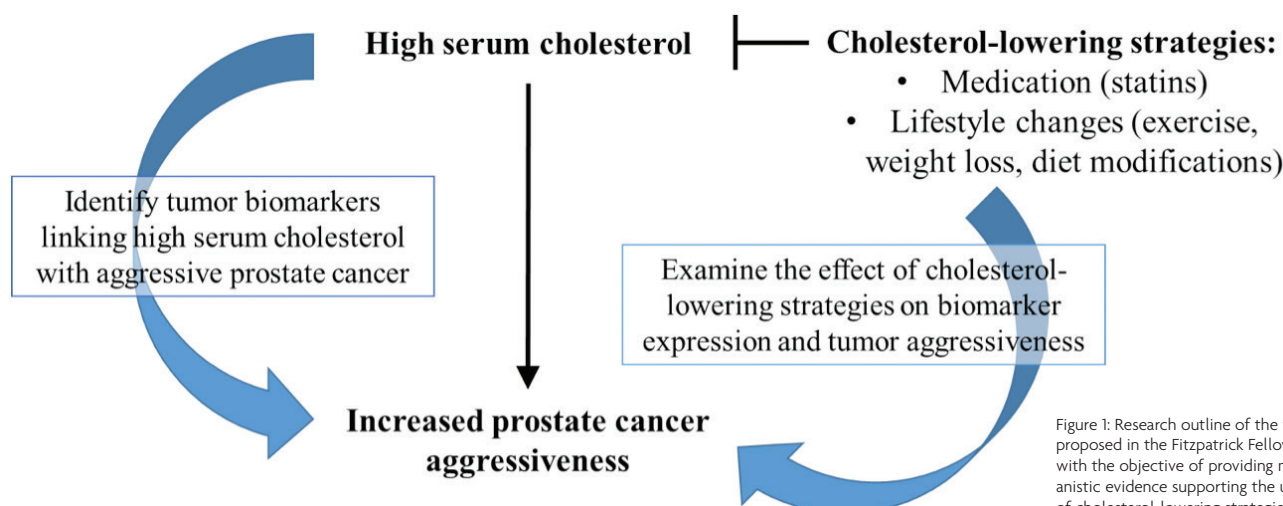 High serum cholesterol
Cholesterol-lowering strategies:
• Medication (statins)
• Lifestyle changes (exercise,
weight loss, diet modifications)
Identify tumor biomarkers
linking high serum cholesterol
with aggressive prostate cancer
Examine the effect of cholesterol-
lowering strategies on biomarker
expression and tumor aggressiveness
Increased prostate cancer
aggressiveness
Figure 1: Research outline of the
proposed in the Fitzpatrick
with the objective of providing
anistic evidence supporting the
of cholesterol-lowering